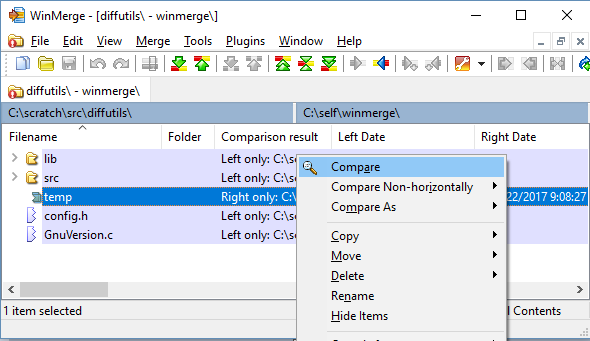 WinMerge - [diffutils\ - winmerge\]
File Edit View Merge Tools Plugins Window Help
diffutils\ - winmerge\
C:\scratch\src\diffutils\ C:\self\winmerge\
Filename Folder Comparison result Left Date Right Date
lib Left only: C:\s
src Left only: C:\s
temp Right only: C:\ 22/2017 9:08:27
config.h Left only: C:\s
GnuVersion.c Left only: C:\s
Compare
Compare Non-horizontally
Compare As
Copy
Move
Delete
Rename
Hide Items
1 item selected Contents